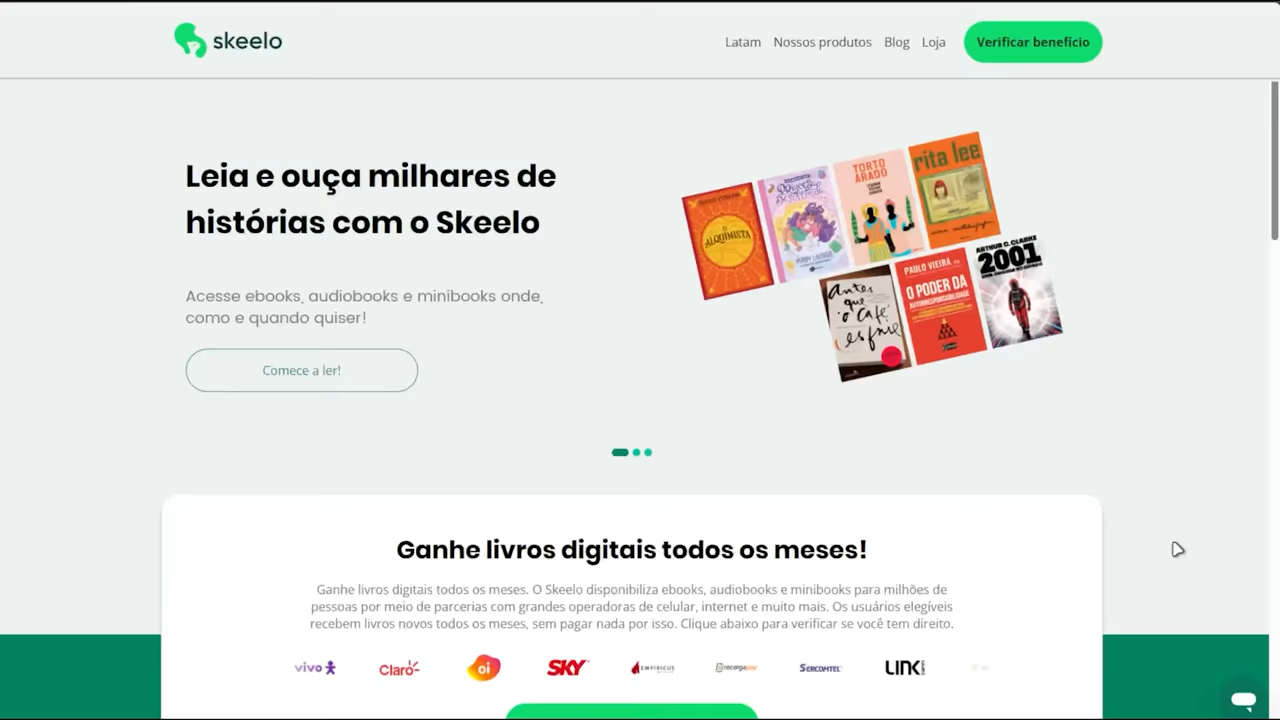 skeelo
Latam Nossos produtos Blog Loja Verificar benefício
Leia e ouça milhares de
histórias com o Skeelo
Acesse ebooks, audiobooks e minibooks onde,
como e quando quiser!
Comece a ler!
O
ALQUIMISTA
TORTO
ARADO
rita lee
Antes
que
o café
esfrie
PAULO VIEIRA
O PODER DA
AUTORRESPONSABILIDADE
ARTHUR C. CLARKE
2001
Ganhe livros digitais todos os meses!
Ganhe livros digitais todos os meses. O Skeelo disponibiliza ebooks, audiobooks e minibooks para milhões de
pessoas por meio de parcerias com grandes operadoras de celular, internet e muito mais. Os usuários elegíveis
recebem livros novos todos os meses, sem pagar nada por isso. Clique abaixo para verificar se você tem direito.
vivo Claro oi SKY EMPIRICUS recargapay SERCOMTEL LINK